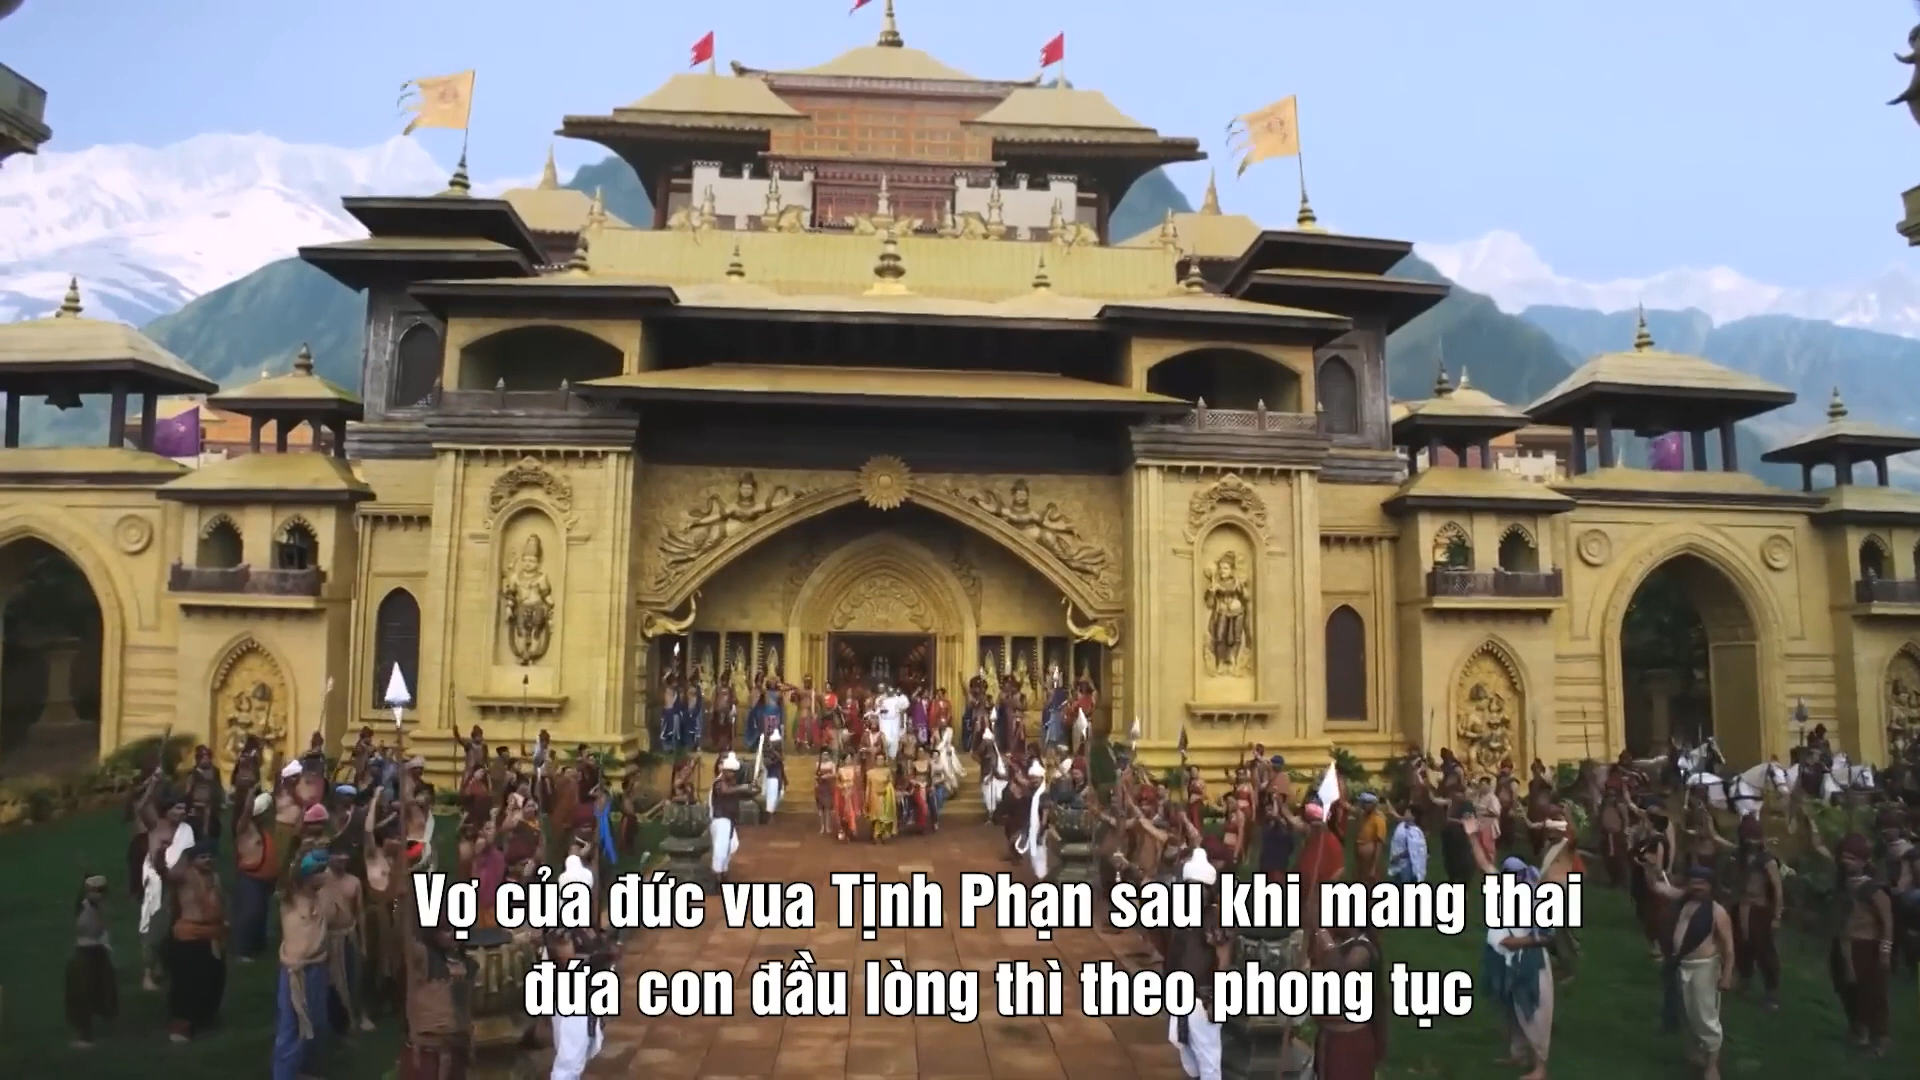 Vợ của đức vua Tịnh Phạn sau khi mang thai
đứa con đầu lòng thì theo phong tục